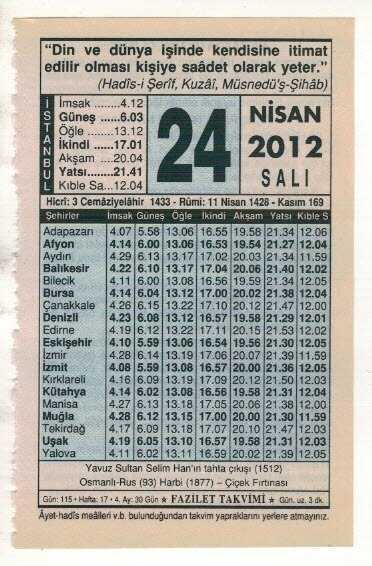 “Din ve dünya işinde kendisine itimat
edilir olması kişiye saâdet olarak yeter.”
(Hadîs-i Şerîf, Kuzâî, Müsnedü'ş-Şihâb)
İSTANBUL
İmsak .......4.12
Güneş ......6.03
Öğle .......13.12
İkindi .....17.01
Akşam ....20.04
Yatsı.......21.41
Kıble Sa...12.04
24
NİSAN
2012
SALI
Hicrî: 3 Cemâziyelâhir 1433 - Rûmi: 11 Nisan 1428 - Kasım 169
Şehirler İmsak Güneş Öğle İkindi Akşam Yatsı Kıble S
Adapazarı 4.07 5.58 13.06 16.55 19.58 21.34 12.06
Afyon 4.14 6.00 13.06 16.53 19.54 21.27 12.04
Aydın 4.29 6.13 13.17 17.02 20.03 21.34 11.59
Balıkesir 4.22 6.10 13.17 17.04 20.06 21.40 12.02
Bilecik 4.11 6.00 13.08 16.56 19.59 21.34 12.05
Bursa 4.14 6.04 13.12 17.00 20.02 21.38 12.04
Çanakkale 4.26 6.15 13.22 17.10 20.12 21.47 12.00
Denizli 4.23 6.08 13.12 16.57 19.58 21.29 12.01
Edirne 4.19 6.12 13.22 17.11 20.15 21.53 12.02
Eskişehir 4.10 5.59 13.06 16.54 19.56 21.30 12.05
İzmir 4.28 6.14 13.19 17.06 20.07 21.39 11.59
İzmit 4.08 5.59 13.08 16.57 20.00 21.36 12.05
Kırklareli 4.16 6.09 13.19 17.09 20.12 21.50 12.03
Kütahya 4.14 6.02 13.08 16.56 19.58 21.31 12.04
Manisa 4.27 6.13 13.18 17.05 20.06 21.38 12.00
Muğla 4.28 6.12 13.15 17.00 20.00 21.30 11.59
Tekirdağ 4.17 6.09 13.18 17.07 20.10 21.47 12.03
Uşak 4.19 6.05 13.10 16.57 19.58 21.31 12.03
Yalova 4.11 6.02 13.11 16.59 20.02 21.39 12.05
Yavuz Sultan Selim Han'ın tahta çıkışı (1512)
Osmanlı-Rus (93) Harbi (1877) – Çiçek Fırtınası
Gün: 115 • Hafta: 17 • 4. Ay: 30 Gün ★ FAZİLET TAKVİMİ ★ Gün. uz. 3 dk.
Âyet-hadîs meâlleri v.b. bulunduğundan takvim yapraklarını yerlere atmayınız.